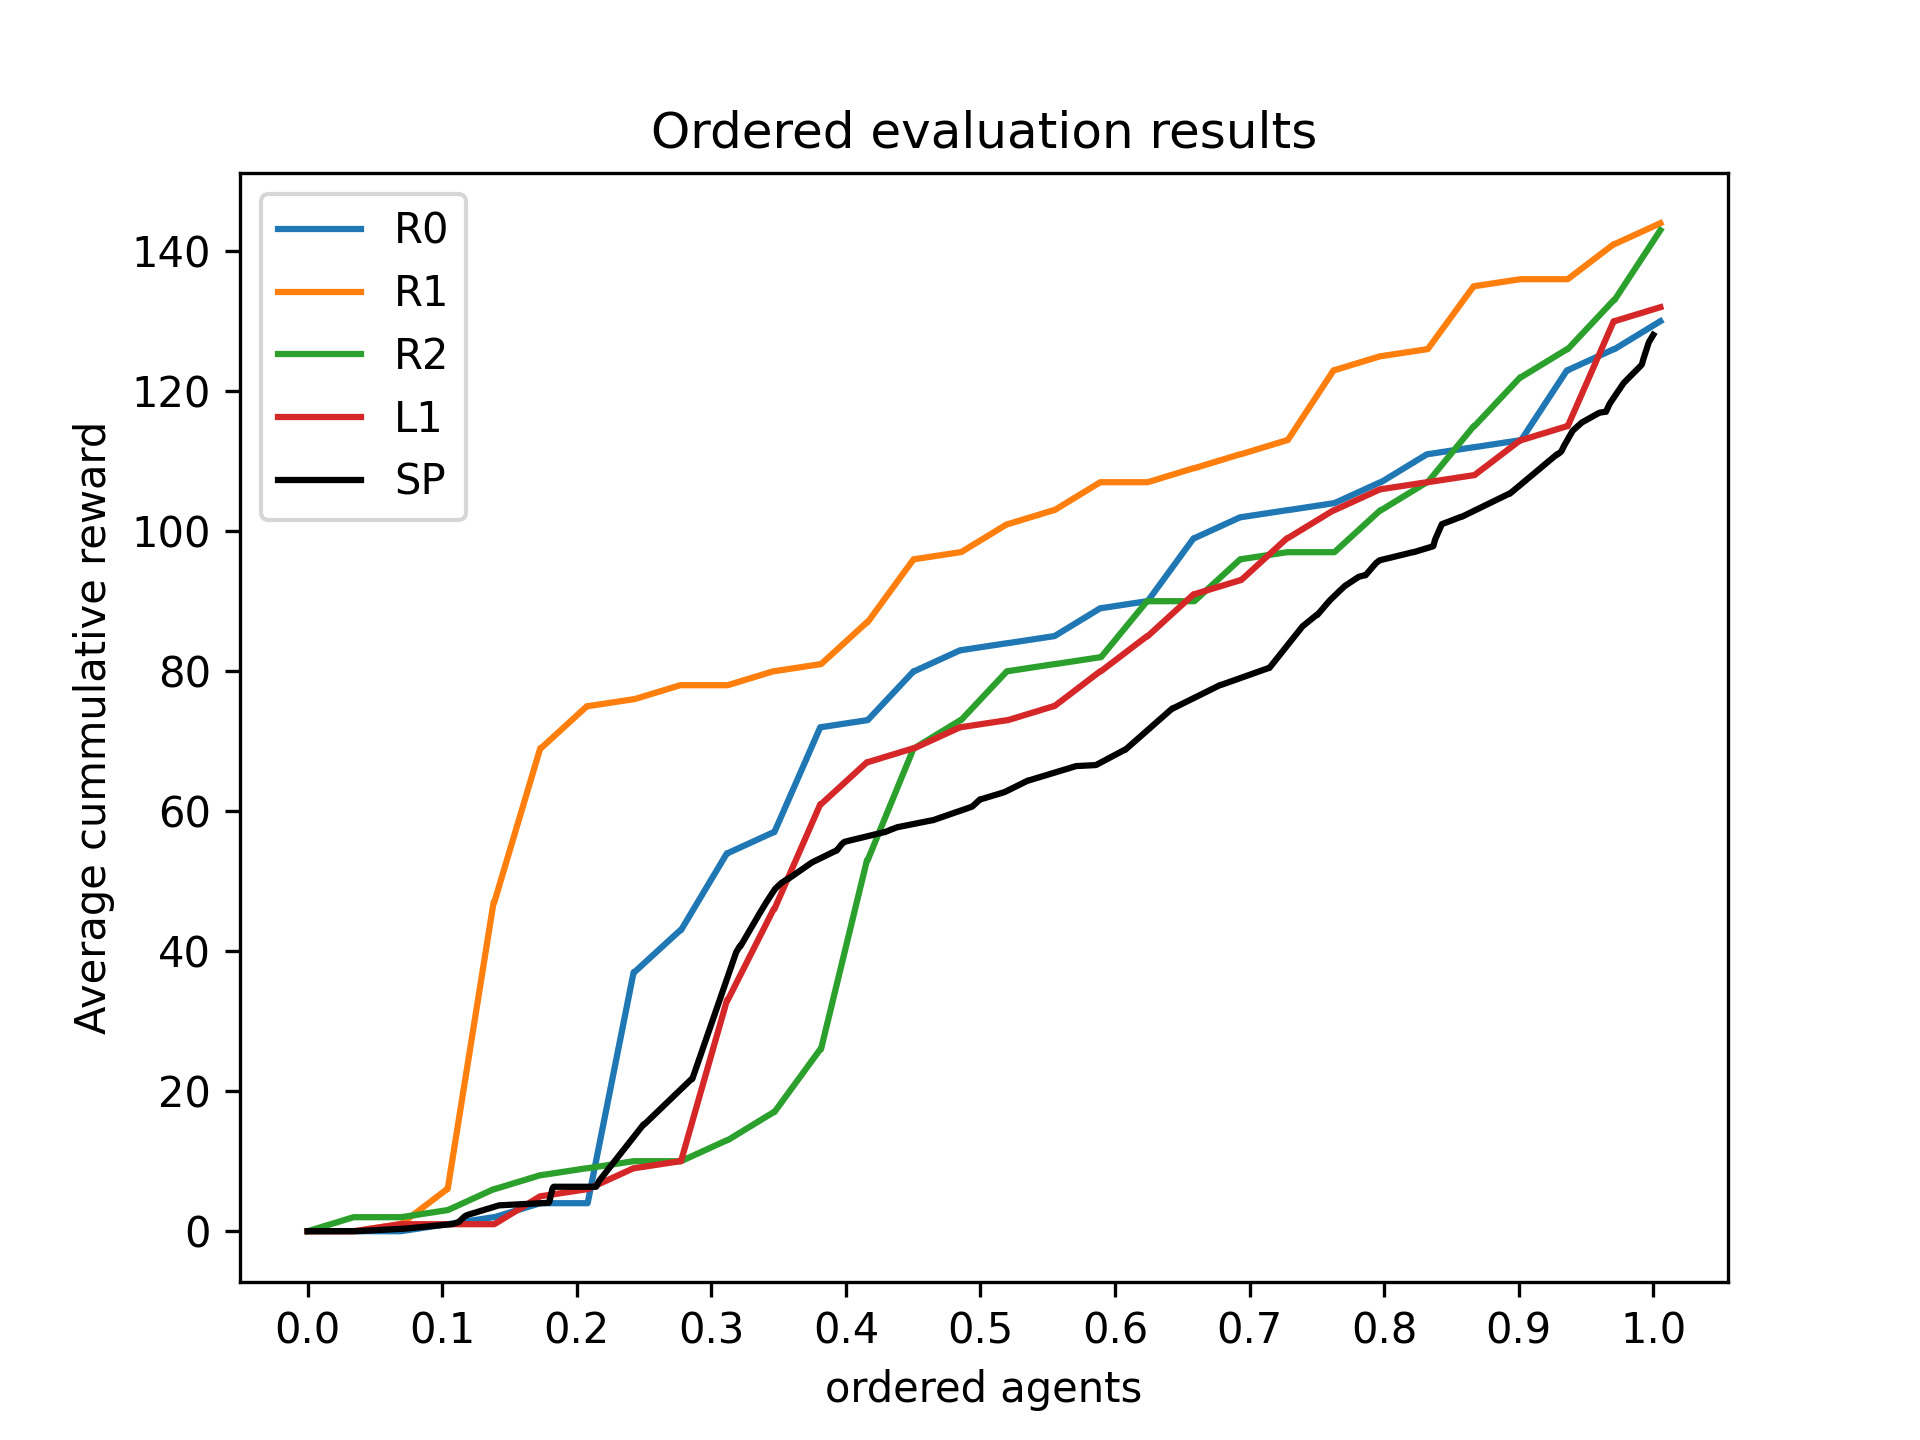 Ordered evaluation results
R0
R1
R2
L1
SP
140
120
100
80
60
40
20
0
Average cummulative reward
0.0 0.1 0.2 0.3 0.4 0.5 0.6 0.7 0.8 0.9 1.0
ordered agents